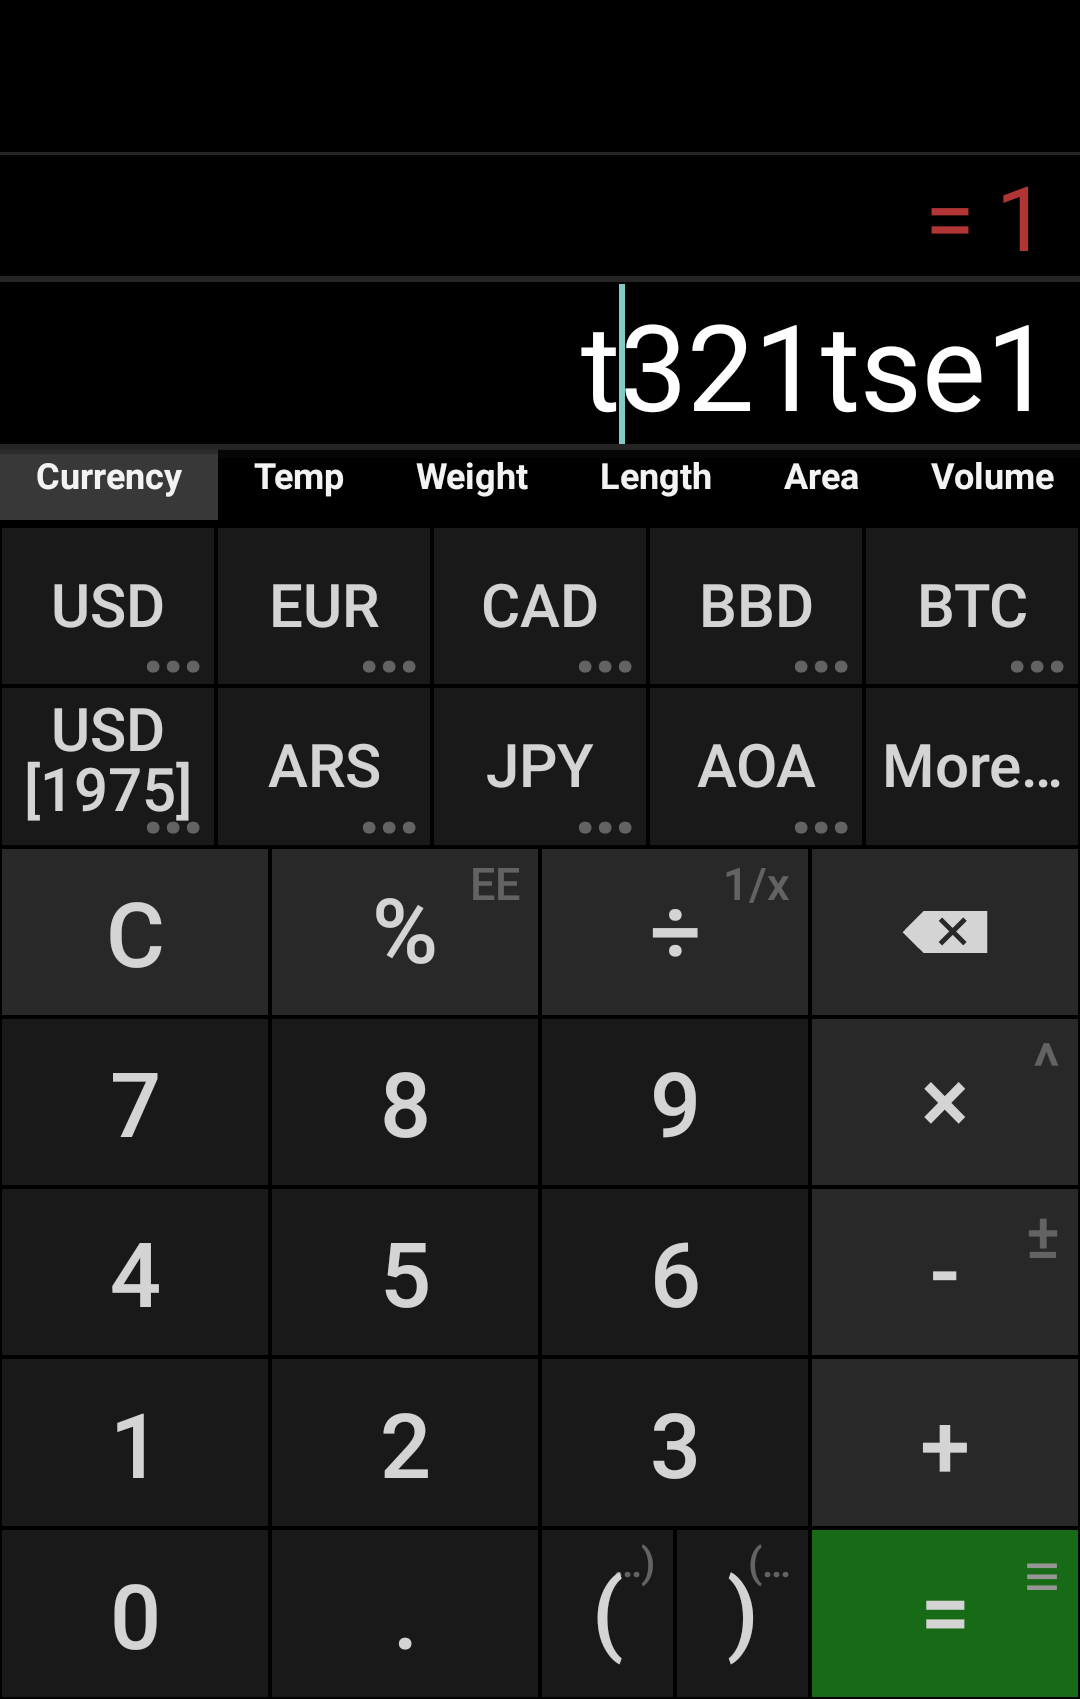 = 1
t321tse1
Currency Temp Weight Length Area Volume
USD EUR CAD BBD BTC
USD [1975] ARS JPY AOA More...
C % EE ÷ 1/x
7 8 9 × ^
4 5 6 - ±
1 2 3 +
0 . ( ..) ) (... = ≡